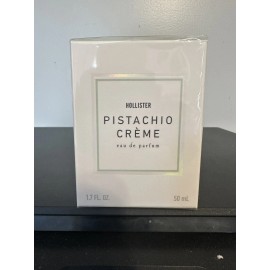 HOLLISTER
PISTACHIO
CRÈME
eau de parfum
1.7 FL OZ 50 mL